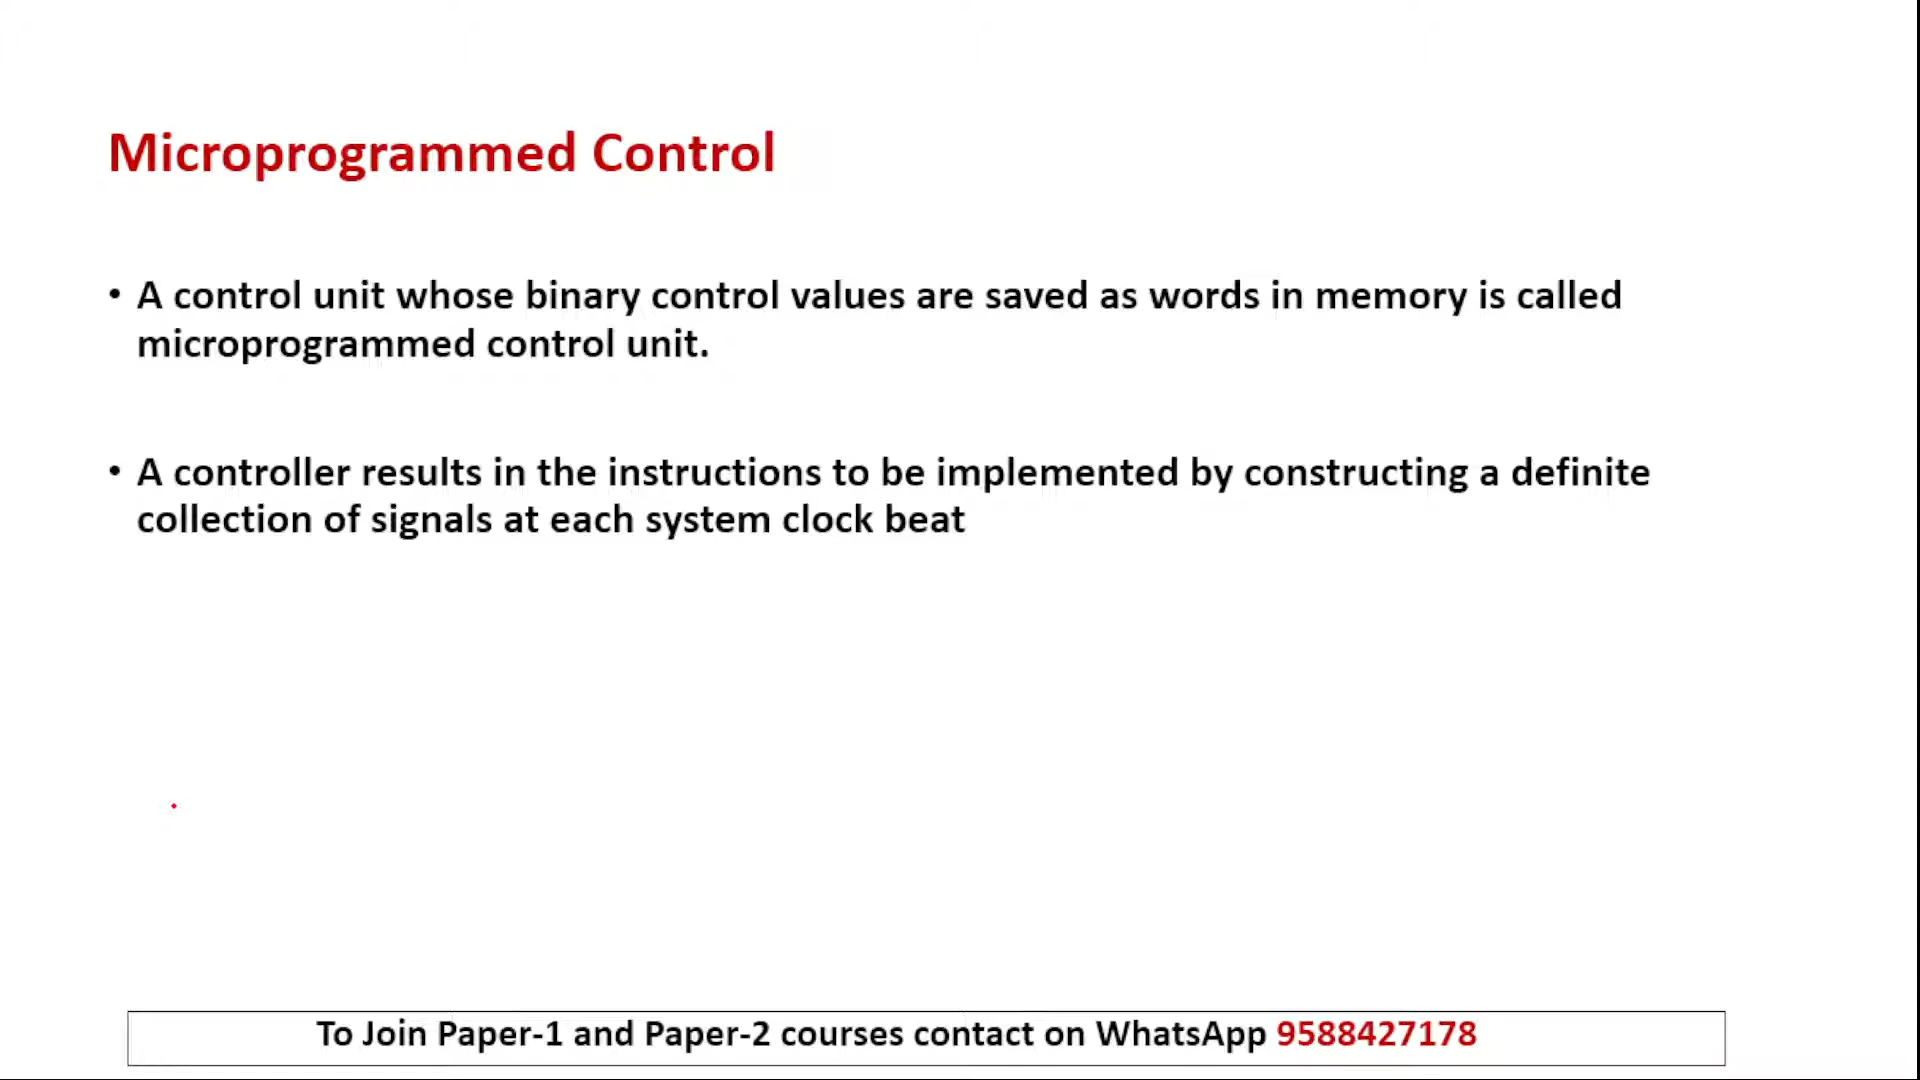 Microprogrammed Control
• A control unit whose binary control values are saved as words in memory is called
microprogrammed control unit.
• A controller results in the instructions to be implemented by constructing a definite
collection of signals at each system clock beat
To Join Paper-1 and Paper-2 courses contact on WhatsApp 9588427178